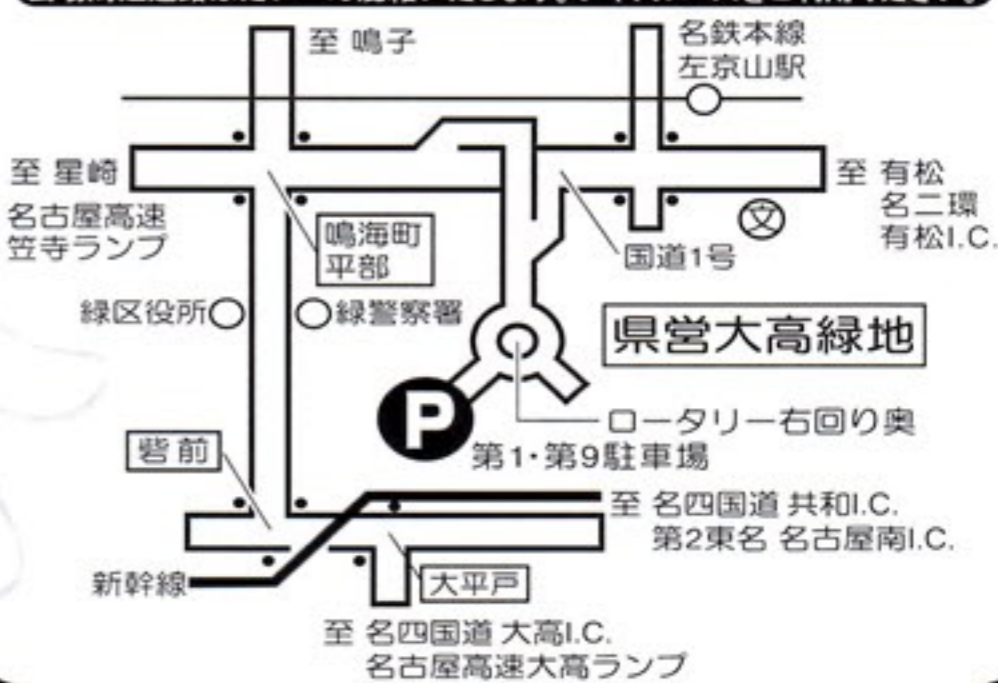 至 鳴子
名鉄本線
左京山駅
至 星崎
名古屋高速
笠寺ランプ
至 有松
名二環
有松I.C.
文
鳴海町
平部
国道1号
緑区役所
緑警察署
県営大高緑地
P
ロータリー右回り奥
第1・第9駐車場
砦前
至 名四国道 共和I.C.
第2東名 名古屋南I.C.
新幹線
大平戸
至 名四国道 大高I.C.
名古屋高速大高ランプ